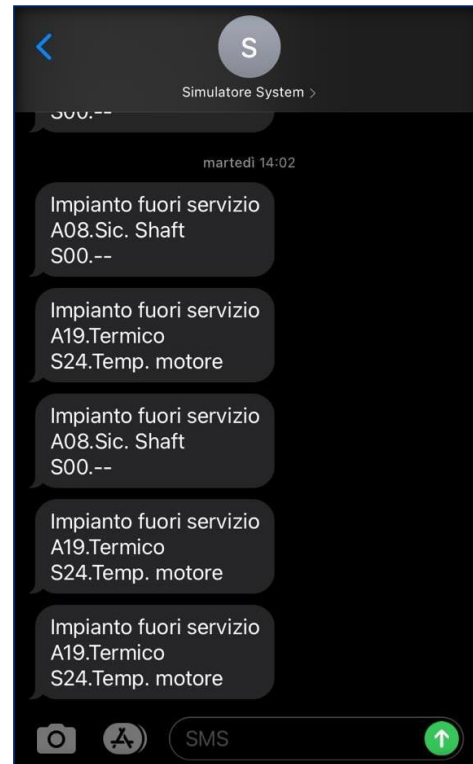 S
Simulatore System >
S00.--
martedì 14:02
Impianto fuori servizio
A08.Sic. Shaft
S00.--
Impianto fuori servizio
A19.Termico
S24.Temp. motore
Impianto fuori servizio
A08.Sic. Shaft
S00.--
Impianto fuori servizio
A19.Termico
S24.Temp. motore
Impianto fuori servizio
A19.Termico
S24.Temp. motore
SMS